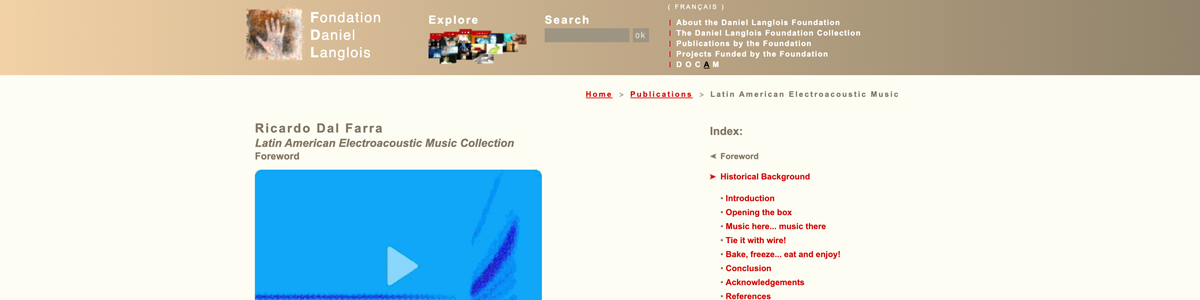 Fondation
Daniel
Langlois
Explore
Search
ok
( FRANÇAIS )
| About the Daniel Langlois Foundation
| The Daniel Langlois Foundation Collection
| Publications by the Foundation
| Projects Funded by the Foundation
| D O C A M
Home > Publications > Latin American Electroacoustic Music
Ricardo Dal Farra
Latin American Electroacoustic Music Collection
Foreword
Index:
Foreword
Historical Background
• Introduction
• Opening the box
• Music here... music there
• Tie it with wire!
• Bake, freeze... eat and enjoy!
• Conclusion
• Acknowledgements
• References